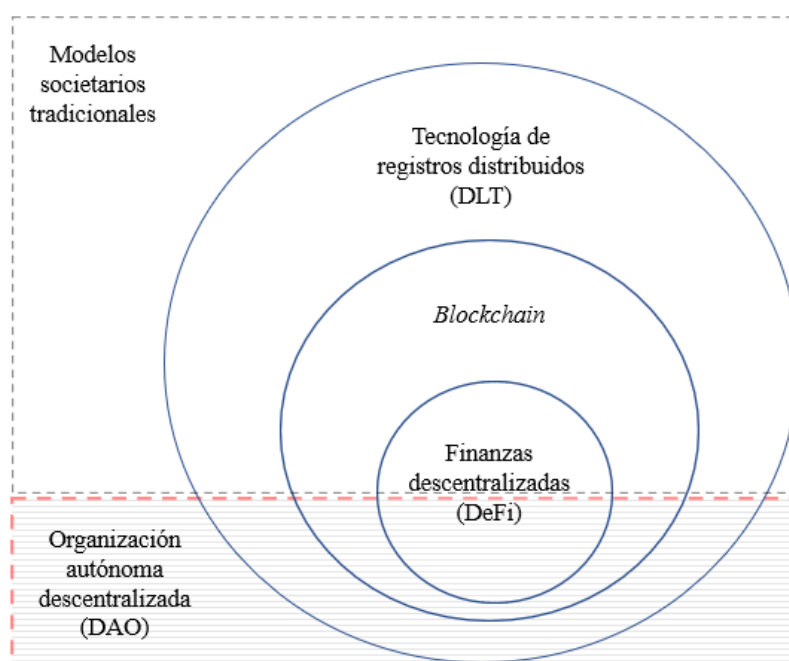 Modelos
societarios
tradicionales
Tecnología de
registros distribuidos
(DLT)
Blockchain
Finanzas
descentralizadas
(DeFi)
Organización
autónoma
descentralizada
(DAO)